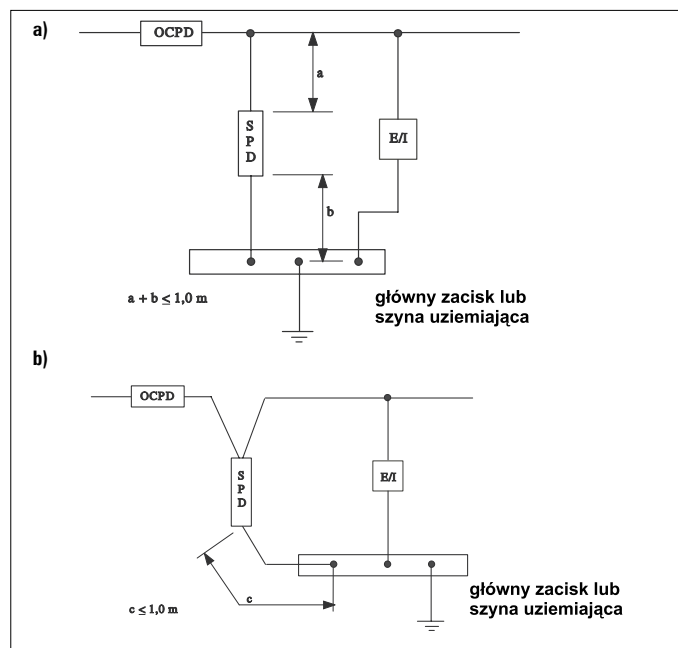 a)
OCPD
a
S
P
D
E/I
b
a + b ≤ 1,0 m
główny zacisk lub
szyna uziemiająca
b)
OCPD
S
P
D
E/I
c
c ≤ 1,0 m
główny zacisk lub
szyna uziemiająca